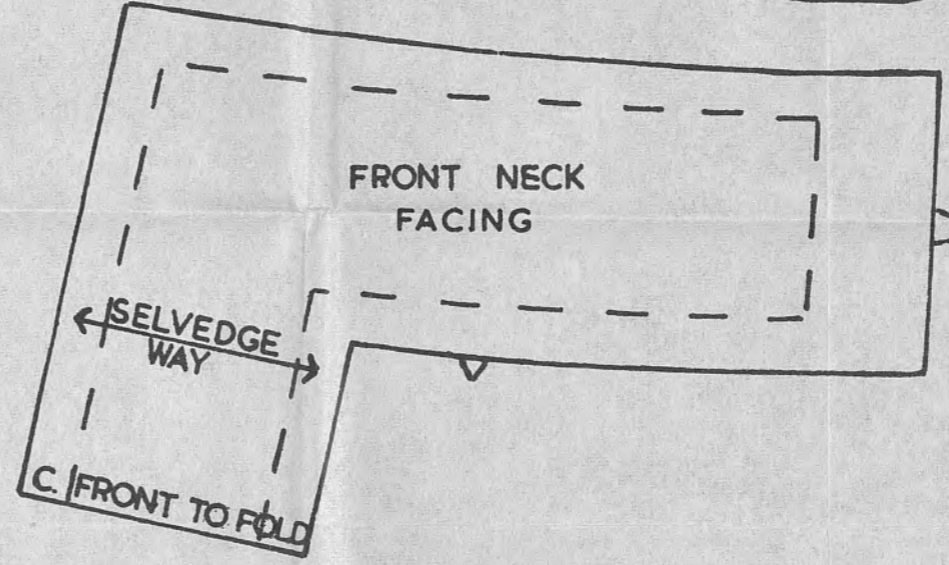 FRONT NECK
FACING
SELVEDGE
WAY
C. FRONT TO FOLD